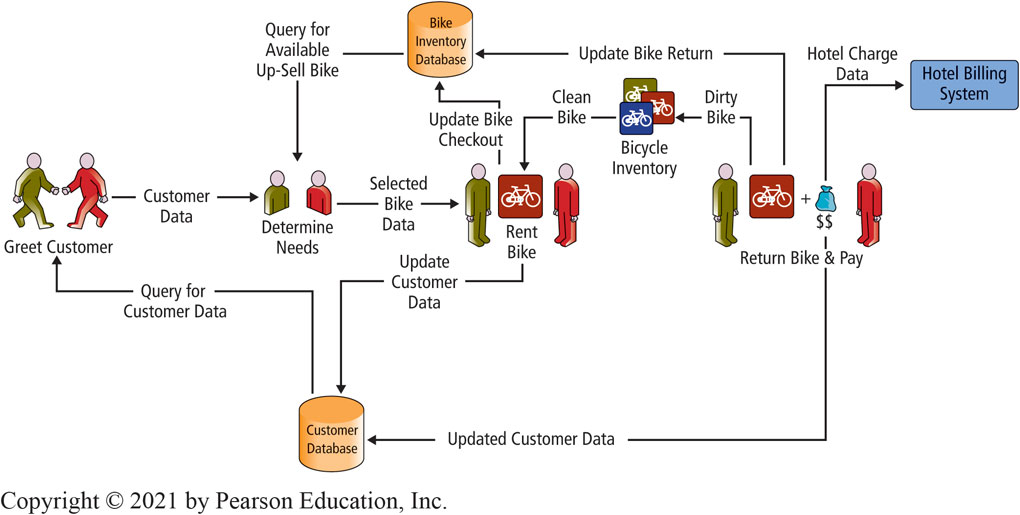 Bike
Inventory
Database
Query for
Available
Up-Sell Bike
Update Bike Return
Hotel Charge
Data
Hotel Billing
System
Clean
Bike
Dirty
Bike
Update Bike
Checkout
Bicycle
Inventory
Customer
Data
Selected
Bike
Data
Greet Customer
Determine
Needs
Rent
Bike
+
$$
Return Bike & Pay
Update
Customer
Data
Query for
Customer Data
Customer
Database
Updated Customer Data
Copyright © 2021 by Pearson Education, Inc.